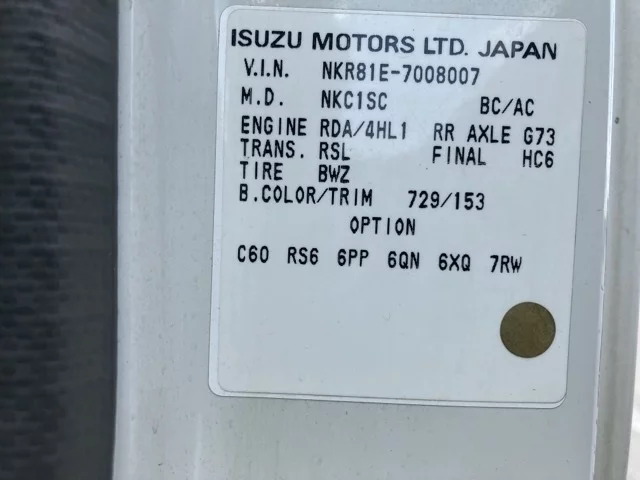 ISUZU MOTORS LTD. JAPAN
V.I.N. NKR81E-7008007
M.D. NKC1SC BC/AC
ENGINE RDA/4HL1 RR AXLE G73
TRANS. RSL FINAL HC6
TIRE BWZ
B.COLOR/TRIM 729/153
OPTION
C60 RS6 6PP 6QN 6XQ 7RW